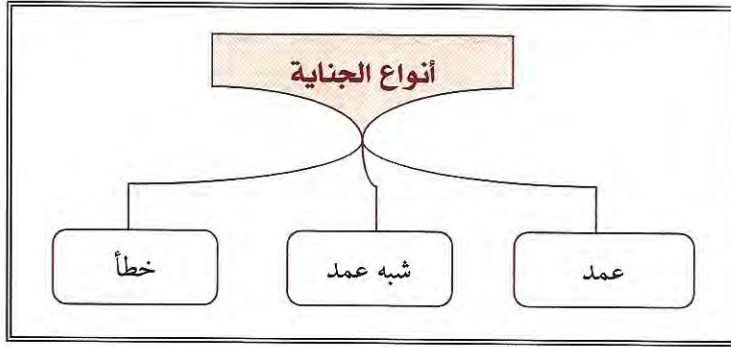 أنواع الجناية
عمد
شبه عمد
خطأ